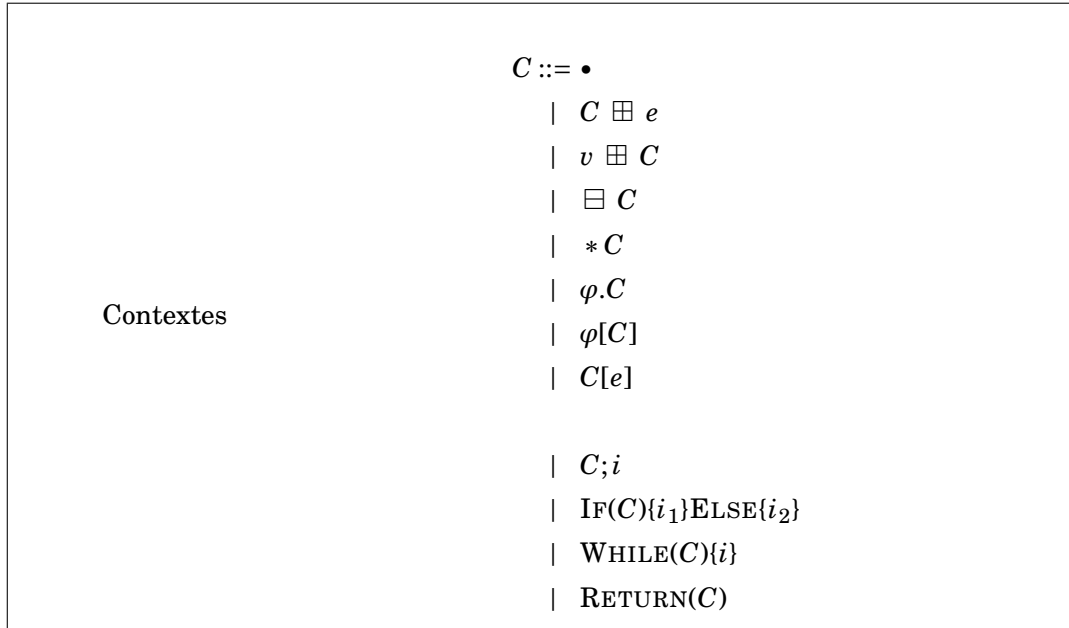 C ::= •
| C ⊞ e
| v ⊞ C
| ⊟ C
| ∗ C
| φ.C
Contextes
| φ[C]
| C[e]
| C; i
| IF(C){i₁}ELSE{i₂}
| WHILE(C){i}
| RETURN(C)